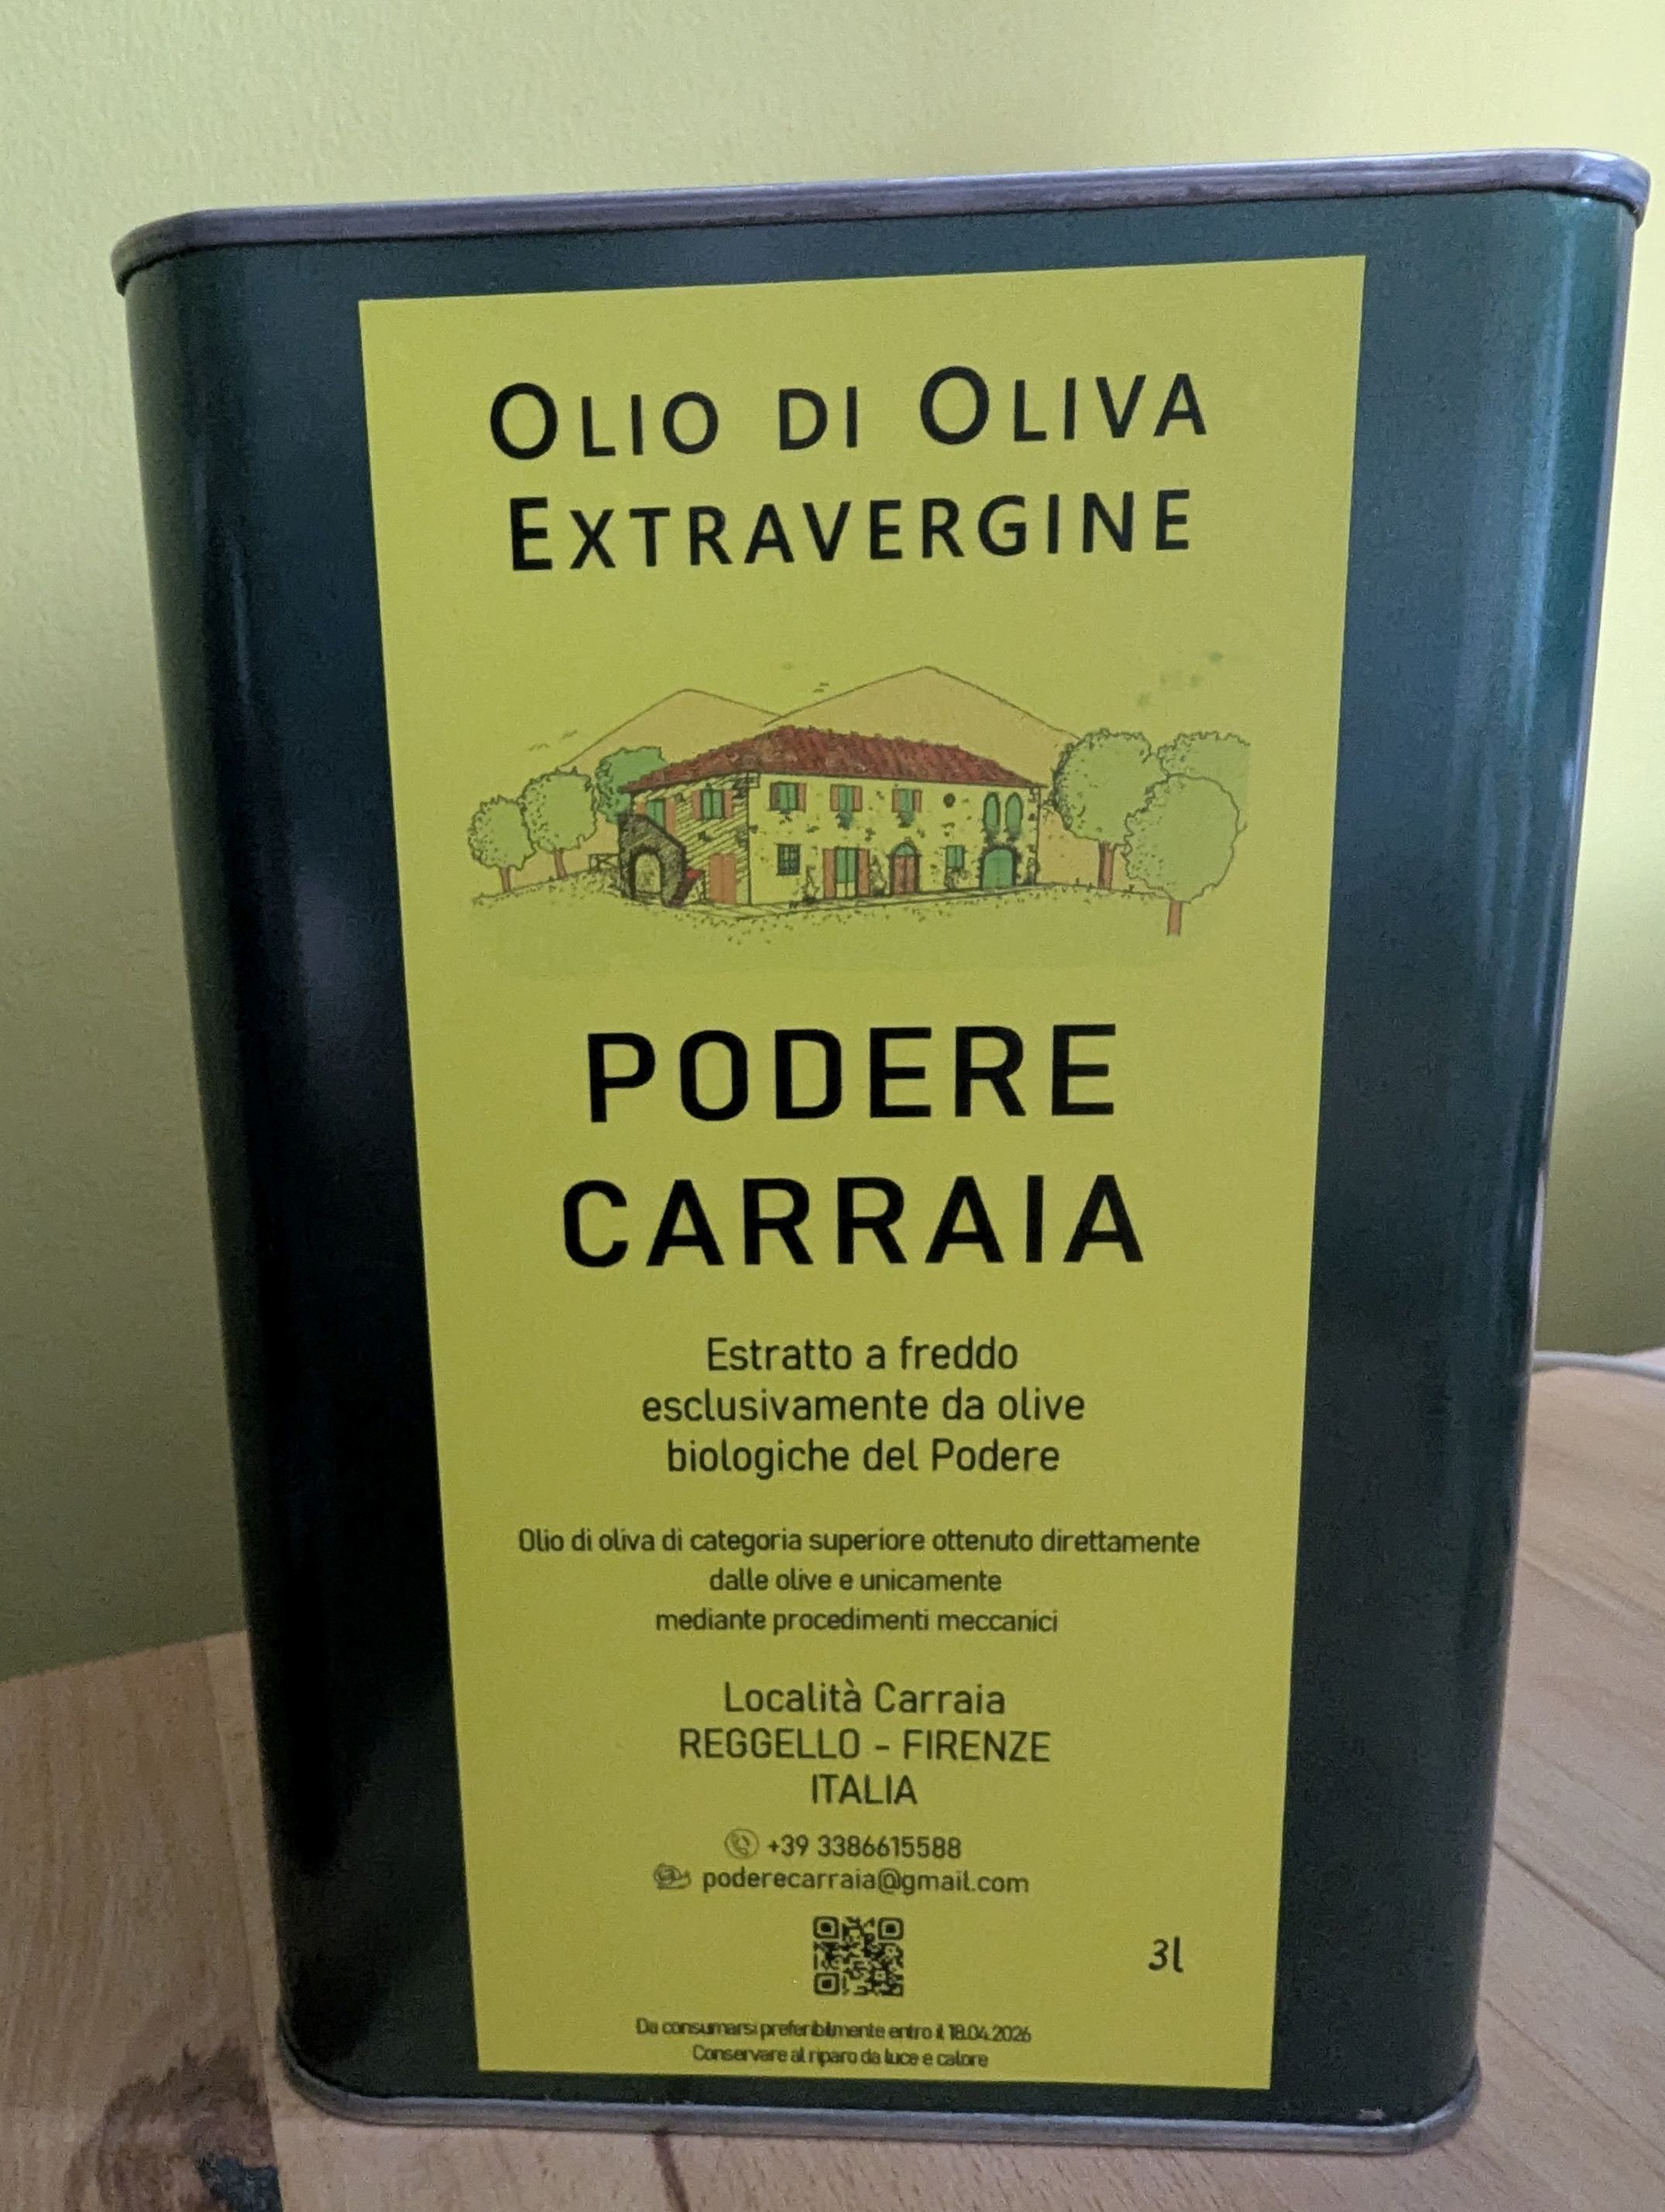 OLIO DI OLIVA
EXTRAVERGINE
PODERE
CARRAIA
Estratto a freddo
esclusivamente da olive
biologiche del Podere
Olio di oliva di categoria superiore ottenuto direttamente
dalle olive e unicamente
mediante procedimenti meccanici
Località Carraia
REGGELLO - FIRENZE
ITALIA
+39 3386615588
poderecarraia@gmail.com
3l
Da consumarsi preferibilmente entro il 18.04.2026
Conservare al riparo da luce e calore